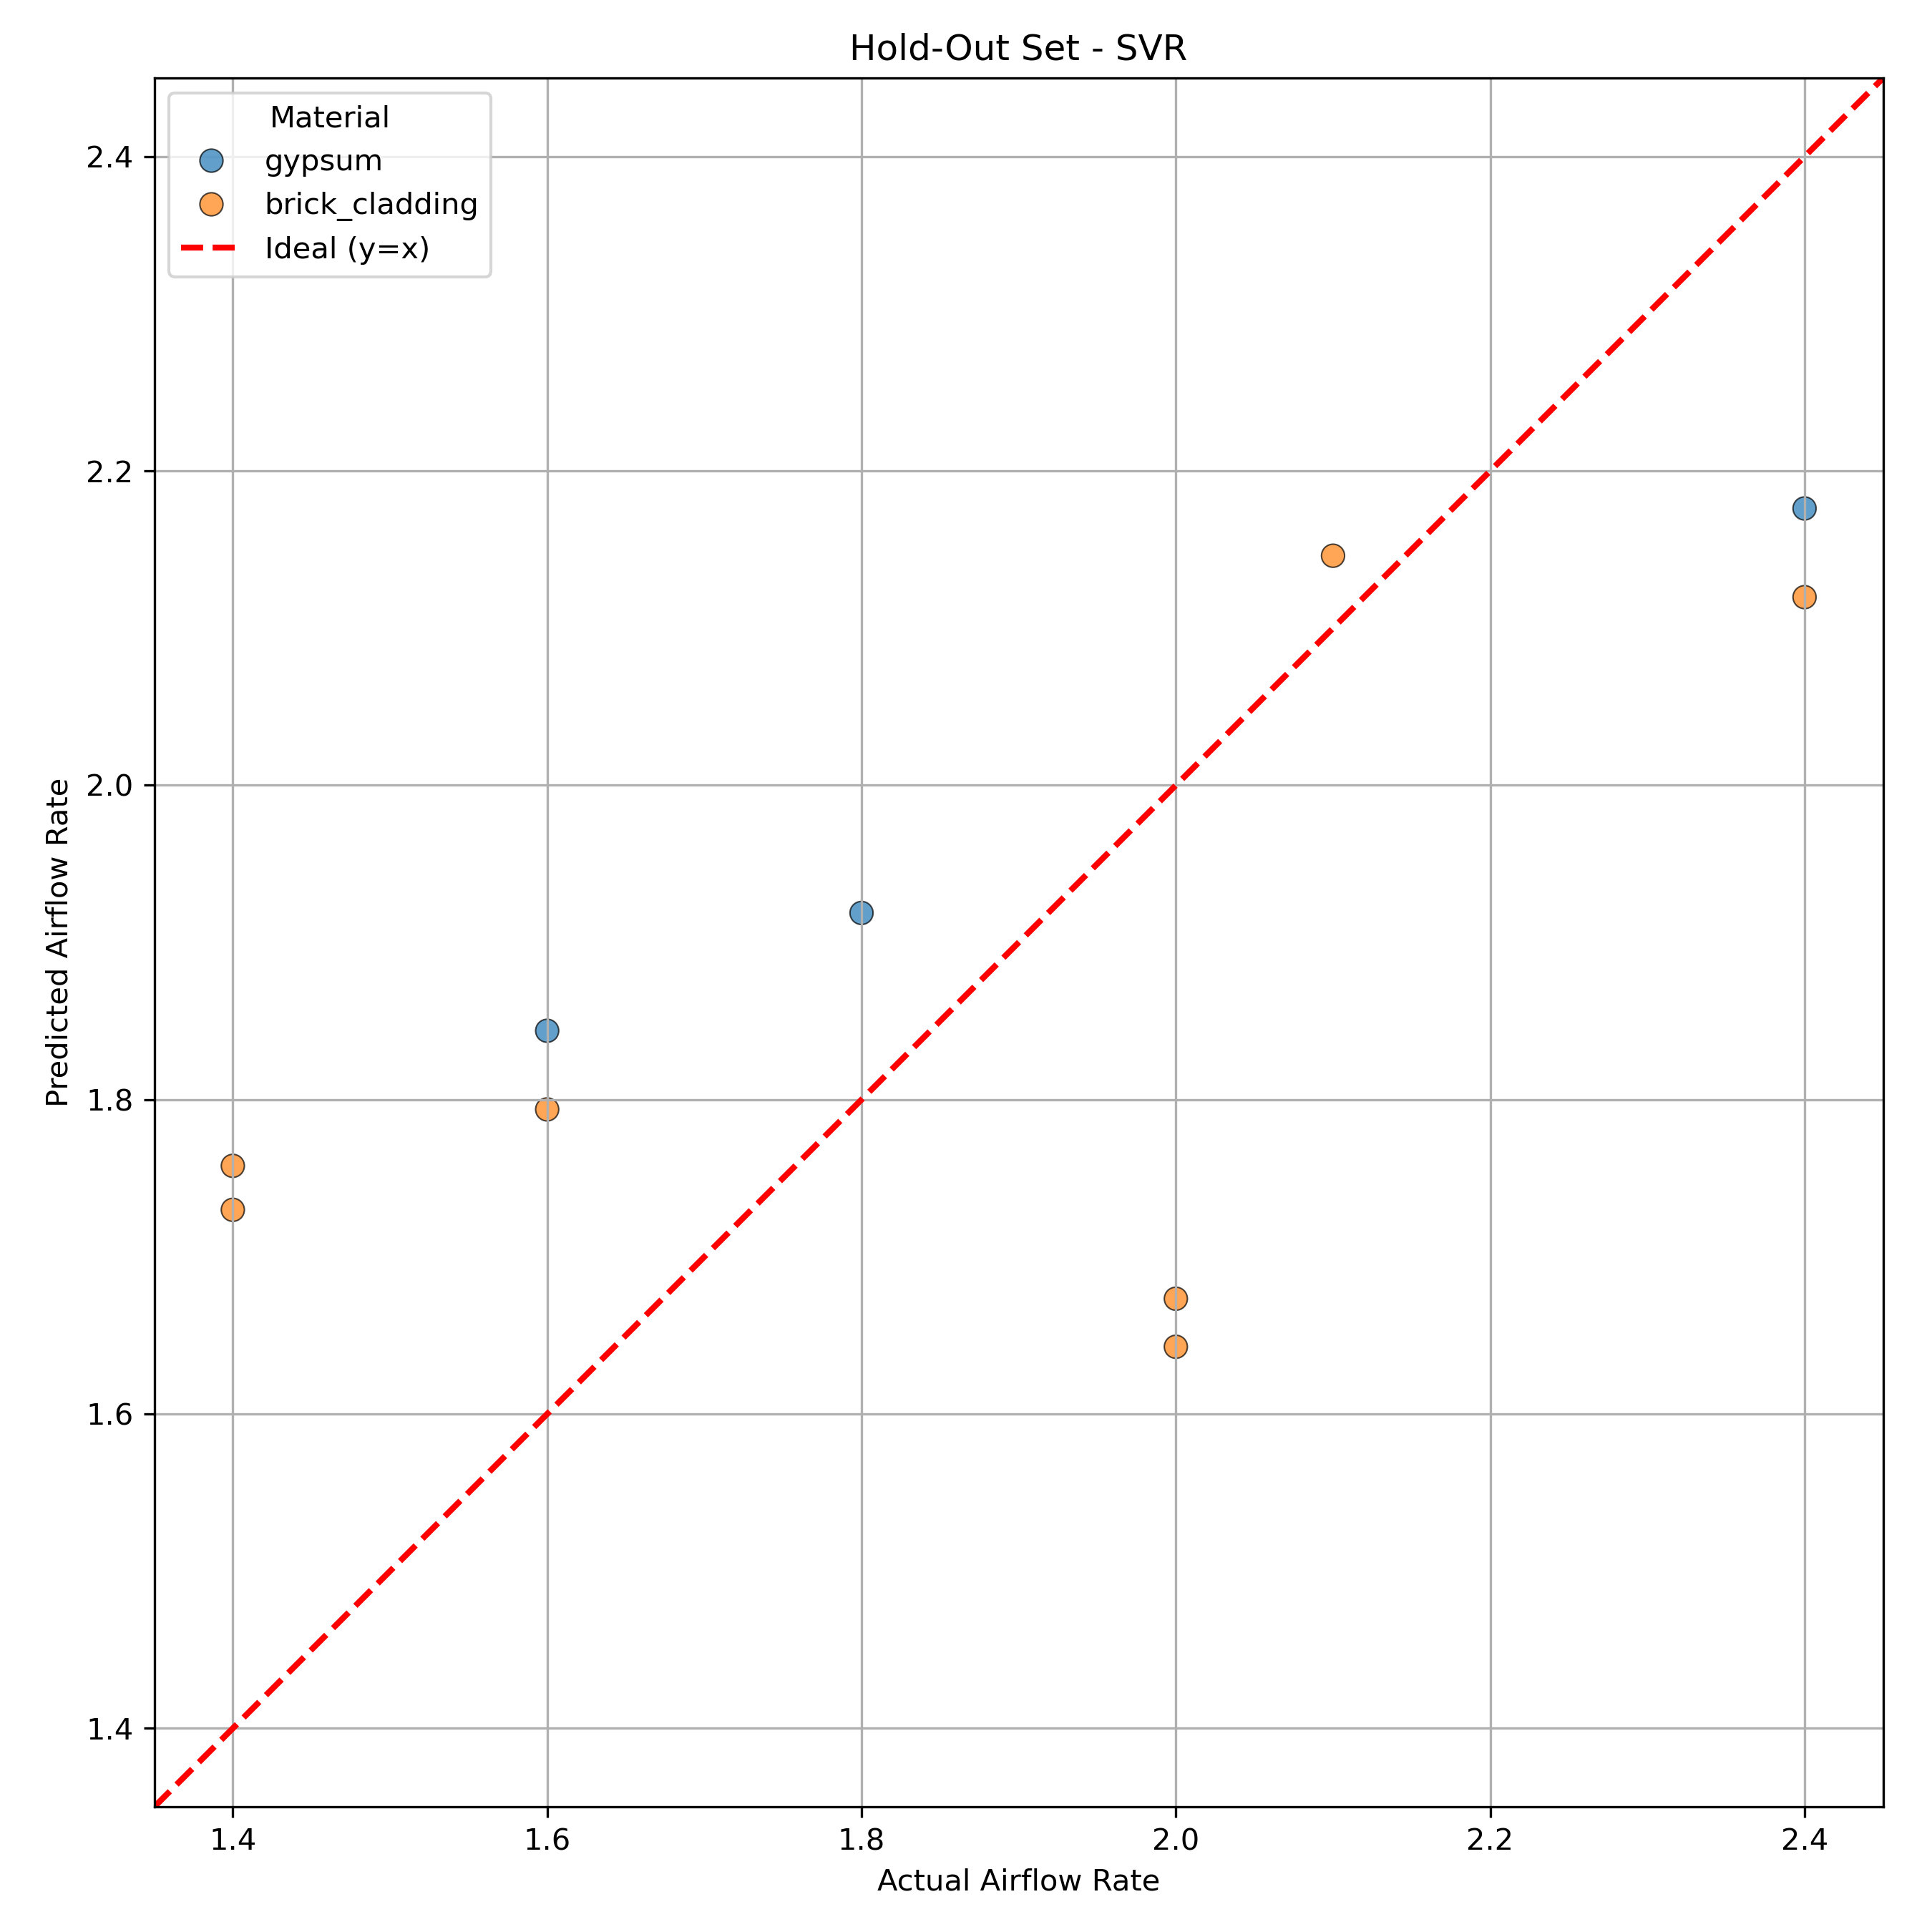 Hold-Out Set - SVR
Material
gypsum
brick_cladding
Ideal (y=x)
2.4
2.2
2.0
1.8
1.6
1.4
Predicted Airflow Rate
1.4
1.6
1.8
2.0
2.2
2.4
Actual Airflow Rate